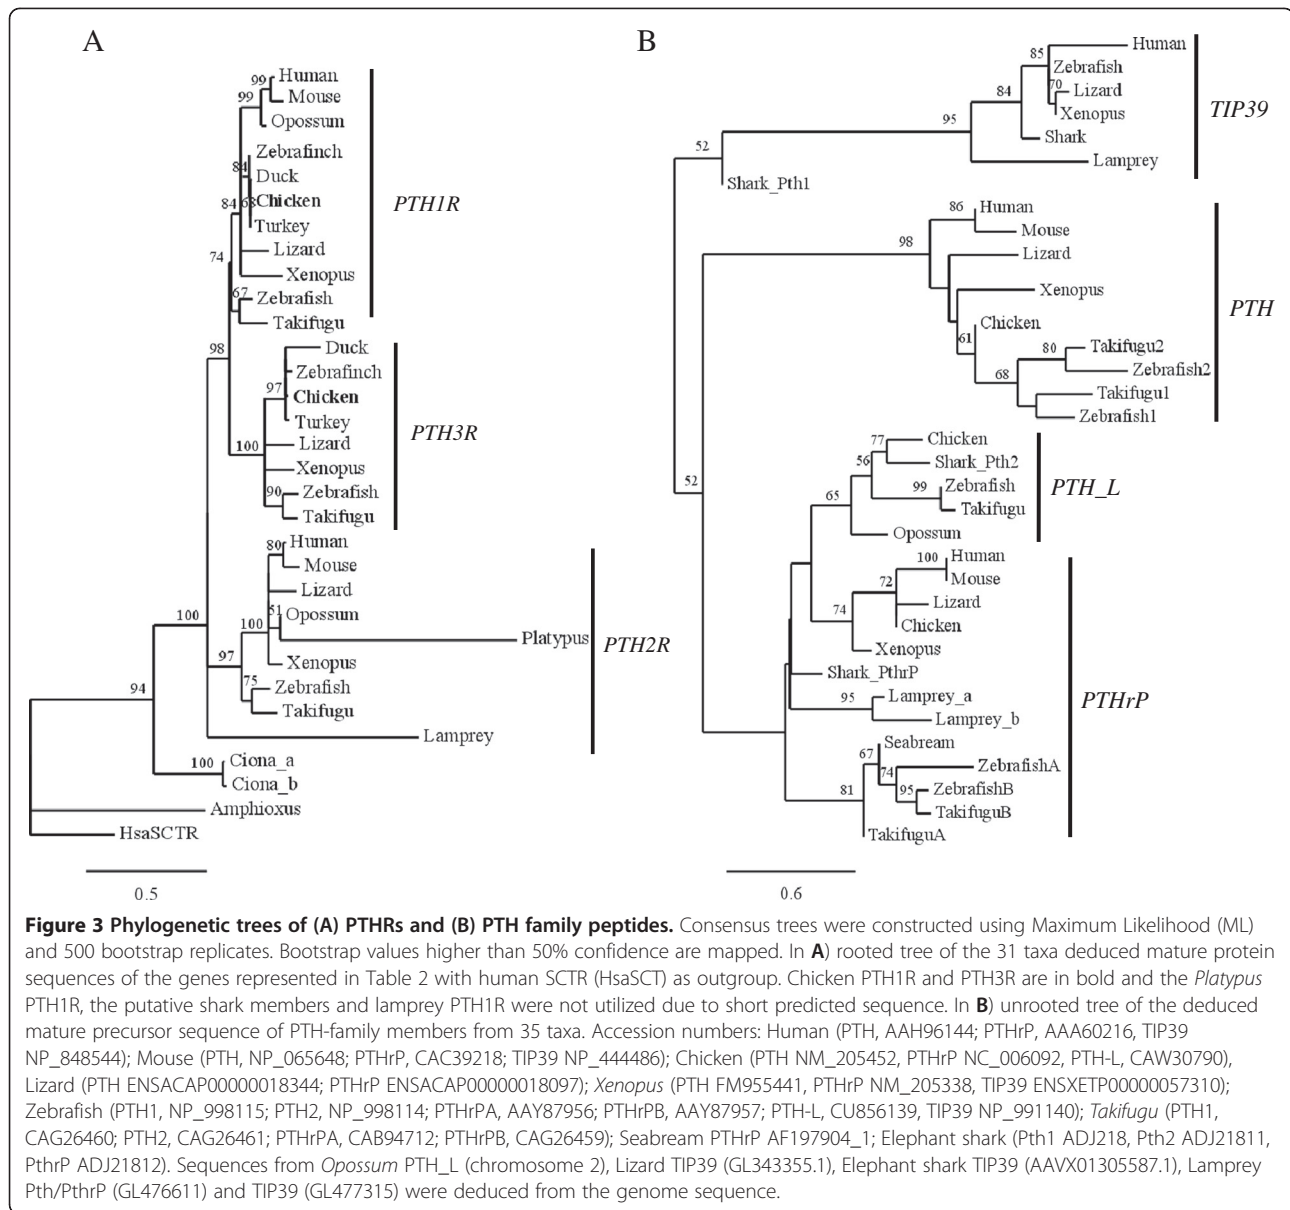 A
Human
99
Mouse
99
Opossum
Zebrafinch
84
Duck
68
Chicken
84
Turkey
Lizard
74
Xenopus
67
Zebrafish
Takifugu
PTH1R
98
Duck
Zebrafinch
97
Chicken
Turkey
100
Lizard
Xenopus
90
Zebrafish
Takifugu
PTH3R
Human
80
Mouse
Lizard
51
Opossum
100
Platypus
Xenopus
97
75
Zebrafish
Takifugu
PTH2R
100
Lamprey
94
100
Ciona_a
Ciona_b
Amphioxus
HsaSCTR
0.5
B
Human
85
Zebrafish
70
Lizard
84
Xenopus
Shark
95
Lamprey
TIP39
52
Shark_Pth1
86
Human
Mouse
98
Lizard
Xenopus
Chicken
61
80
Takifugu2
Zebrafish2
68
Takifugu1
Zebrafish1
PTH
52
77
Chicken
56
Shark_Pth2
99
Zebrafish
65
Takifugu
Opossum
PTH_L
100
Human
Mouse
72
Lizard
74
Chicken
Xenopus
Shark_PthrP
95
Lamprey_a
Lamprey_b
Seabream
67
ZebrafishA
74
ZebrafishB
95
TakifuguB
81
TakifuguA
PTHrP
0.6
Figure 3 Phylogenetic trees of (A) PTHRs and (B) PTH family peptides. Consensus trees were constructed using Maximum Likelihood (ML)
and 500 bootstrap replicates. Bootstrap values higher than 50% confidence are mapped. In A) rooted tree of the 31 taxa deduced mature protein
sequences of the genes represented in Table 2 with human SCTR (HsaSCT) as outgroup. Chicken PTH1R and PTH3R are in bold and the Platypus
PTH1R, the putative shark members and lamprey PTH1R were not utilized due to short predicted sequence. In B) unrooted tree of the deduced
mature precursor sequence of PTH-family members from 35 taxa. Accession numbers: Human (PTH, AAH96144; PTHrP, AAA60216, TIP39
NP_848544); Mouse (PTH, NP_065648; PTHrP, CAC39218; TIP39 NP_444486); Chicken (PTH NM_205452, PTHrP NC_006092, PTH-L, CAW30790),
Lizard (PTH ENSACAP00000018344; PTHrP ENSACAP00000018097); Xenopus (PTH FM955441, PTHrP NM_205338, TIP39 ENSXETP00000057310);
Zebrafish (PTH1, NP_998115; PTH2, NP_998114; PTHrPA, AAY87956; PTHrPB, AAY87957; PTH-L, CU856139, TIP39 NP_991140); Takifugu (PTH1,
CAG26460; PTH2, CAG26461; PTHrPA, CAB94712; PTHrPB, CAG26459); Seabream PTHrP AF197904_1; Elephant shark (Pth1 ADJ218, Pth2 ADJ21811,
PthrP ADJ21812). Sequences from Opossum PTH_L (chromosome 2), Lizard TIP39 (GL343355.1), Elephant shark TIP39 (AAVX01305587.1), Lamprey
Pth/PthrP (GL476611) and TIP39 (GL477315) were deduced from the genome sequence.